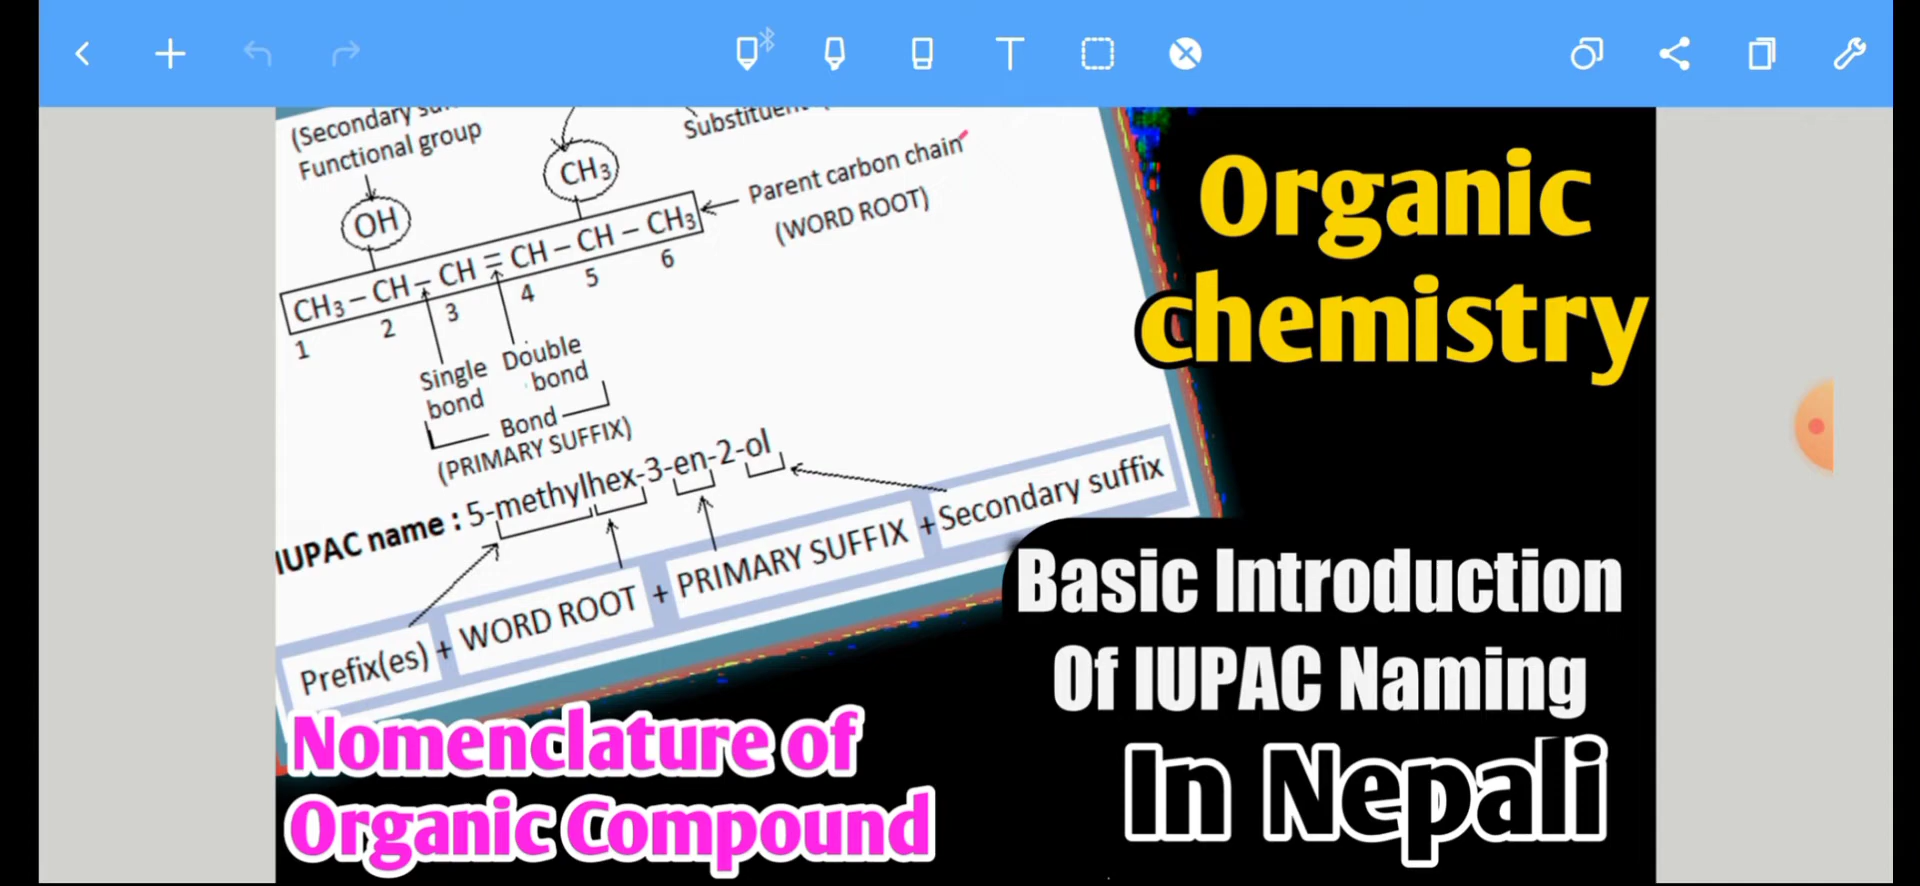 (Secondary
Functional group
Substituent
OH
CH₃
Parent carbon chain
(WORD ROOT)
CH₃ – CH – CH = CH – CH – CH₃
1 2 3 4 5 6
Single bond
Double bond
Bond
(PRIMARY SUFFIX)
IUPAC name : 5-methylhex-3-en-2-ol
Prefix(es) + WORD ROOT + PRIMARY SUFFIX + Secondary suffix
Organic
chemistry
Basic Introduction
Of IUPAC Naming
In Nepali
Nomenclature of
Organic Compound